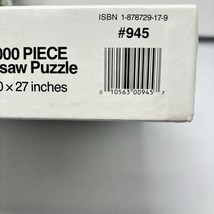 ISBN 1-878729-17-9
#945
000 PIECE
saw Puzzle
0 × 27 inches
0 10563 00945 7